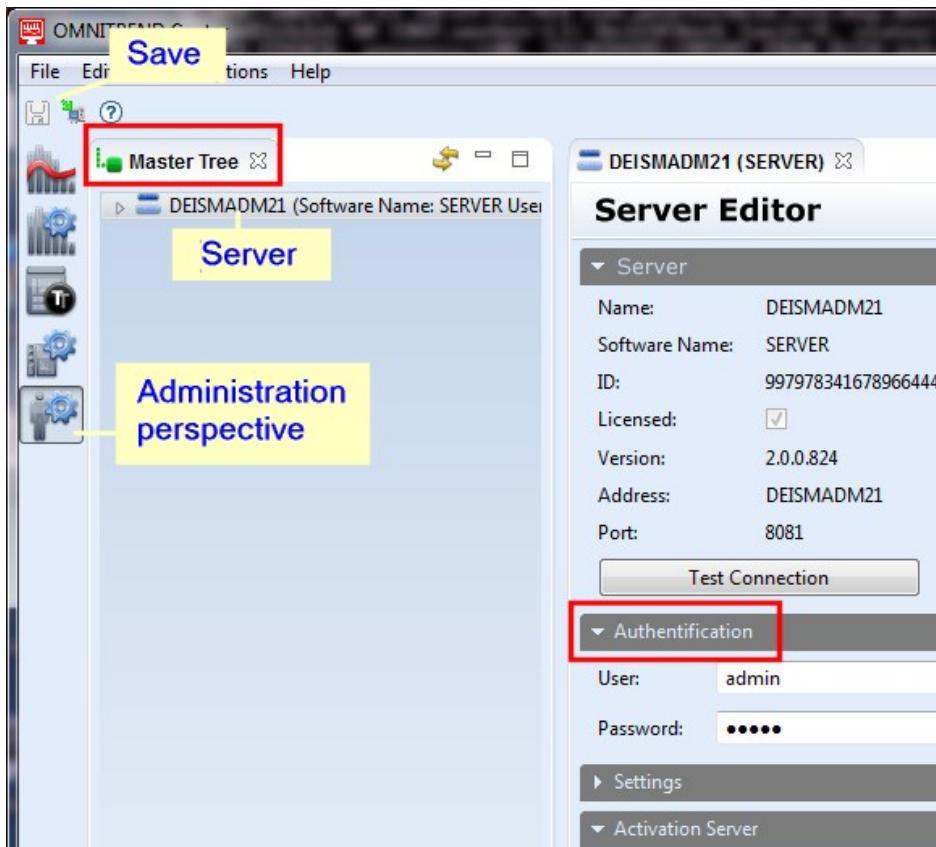 OMNI
Save
File Edi tions Help
Master Tree
DEISMADM21 (SERVER)
DEISMADM21 (Software Name: SERVER User
Server
Administration
perspective
Server Editor
Server
Name: DEISMADM21
Software Name: SERVER
ID: 997978341678966444
Licensed:
Version: 2.0.0.824
Address: DEISMADM21
Port: 8081
Test Connection
Authentification
User: admin
Password: •••••
Settings
Activation Server